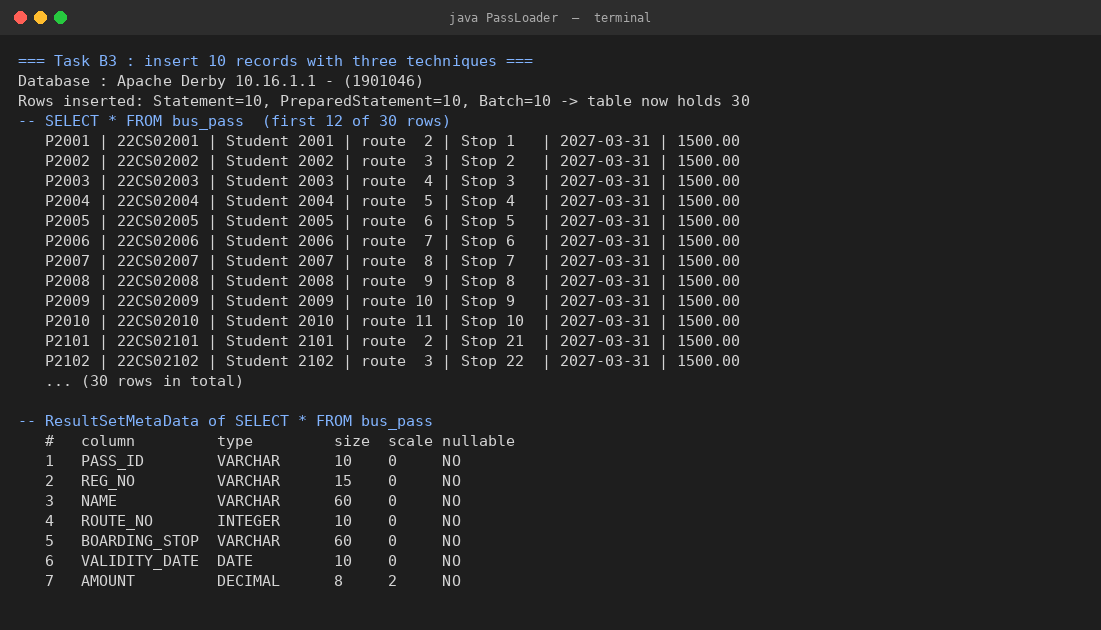 java PassLoader — terminal
=== Task B3 : insert 10 records with three techniques ===
Database : Apache Derby 10.16.1.1 - (1901046)
Rows inserted: Statement=10, PreparedStatement=10, Batch=10 -> table now holds 30
-- SELECT * FROM bus_pass  (first 12 of 30 rows)
   P2001 | 22CS02001 | Student 2001 | route  2 | Stop 1   | 2027-03-31 | 1500.00
   P2002 | 22CS02002 | Student 2002 | route  3 | Stop 2   | 2027-03-31 | 1500.00
   P2003 | 22CS02003 | Student 2003 | route  4 | Stop 3   | 2027-03-31 | 1500.00
   P2004 | 22CS02004 | Student 2004 | route  5 | Stop 4   | 2027-03-31 | 1500.00
   P2005 | 22CS02005 | Student 2005 | route  6 | Stop 5   | 2027-03-31 | 1500.00
   P2006 | 22CS02006 | Student 2006 | route  7 | Stop 6   | 2027-03-31 | 1500.00
   P2007 | 22CS02007 | Student 2007 | route  8 | Stop 7   | 2027-03-31 | 1500.00
   P2008 | 22CS02008 | Student 2008 | route  9 | Stop 8   | 2027-03-31 | 1500.00
   P2009 | 22CS02009 | Student 2009 | route 10 | Stop 9   | 2027-03-31 | 1500.00
   P2010 | 22CS02010 | Student 2010 | route 11 | Stop 10  | 2027-03-31 | 1500.00
   P2101 | 22CS02101 | Student 2101 | route  2 | Stop 21  | 2027-03-31 | 1500.00
   P2102 | 22CS02102 | Student 2102 | route  3 | Stop 22  | 2027-03-31 | 1500.00
   ... (30 rows in total)
-- ResultSetMetaData of SELECT * FROM bus_pass
   #   column         type         size  scale nullable
   1   PASS_ID        VARCHAR      10    0     NO
   2   REG_NO         VARCHAR      15    0     NO
   3   NAME           VARCHAR      60    0     NO
   4   ROUTE_NO       INTEGER      10    0     NO
   5   BOARDING_STOP  VARCHAR      60    0     NO
   6   VALIDITY_DATE  DATE         10    0     NO
   7   AMOUNT         DECIMAL      8     2     NO